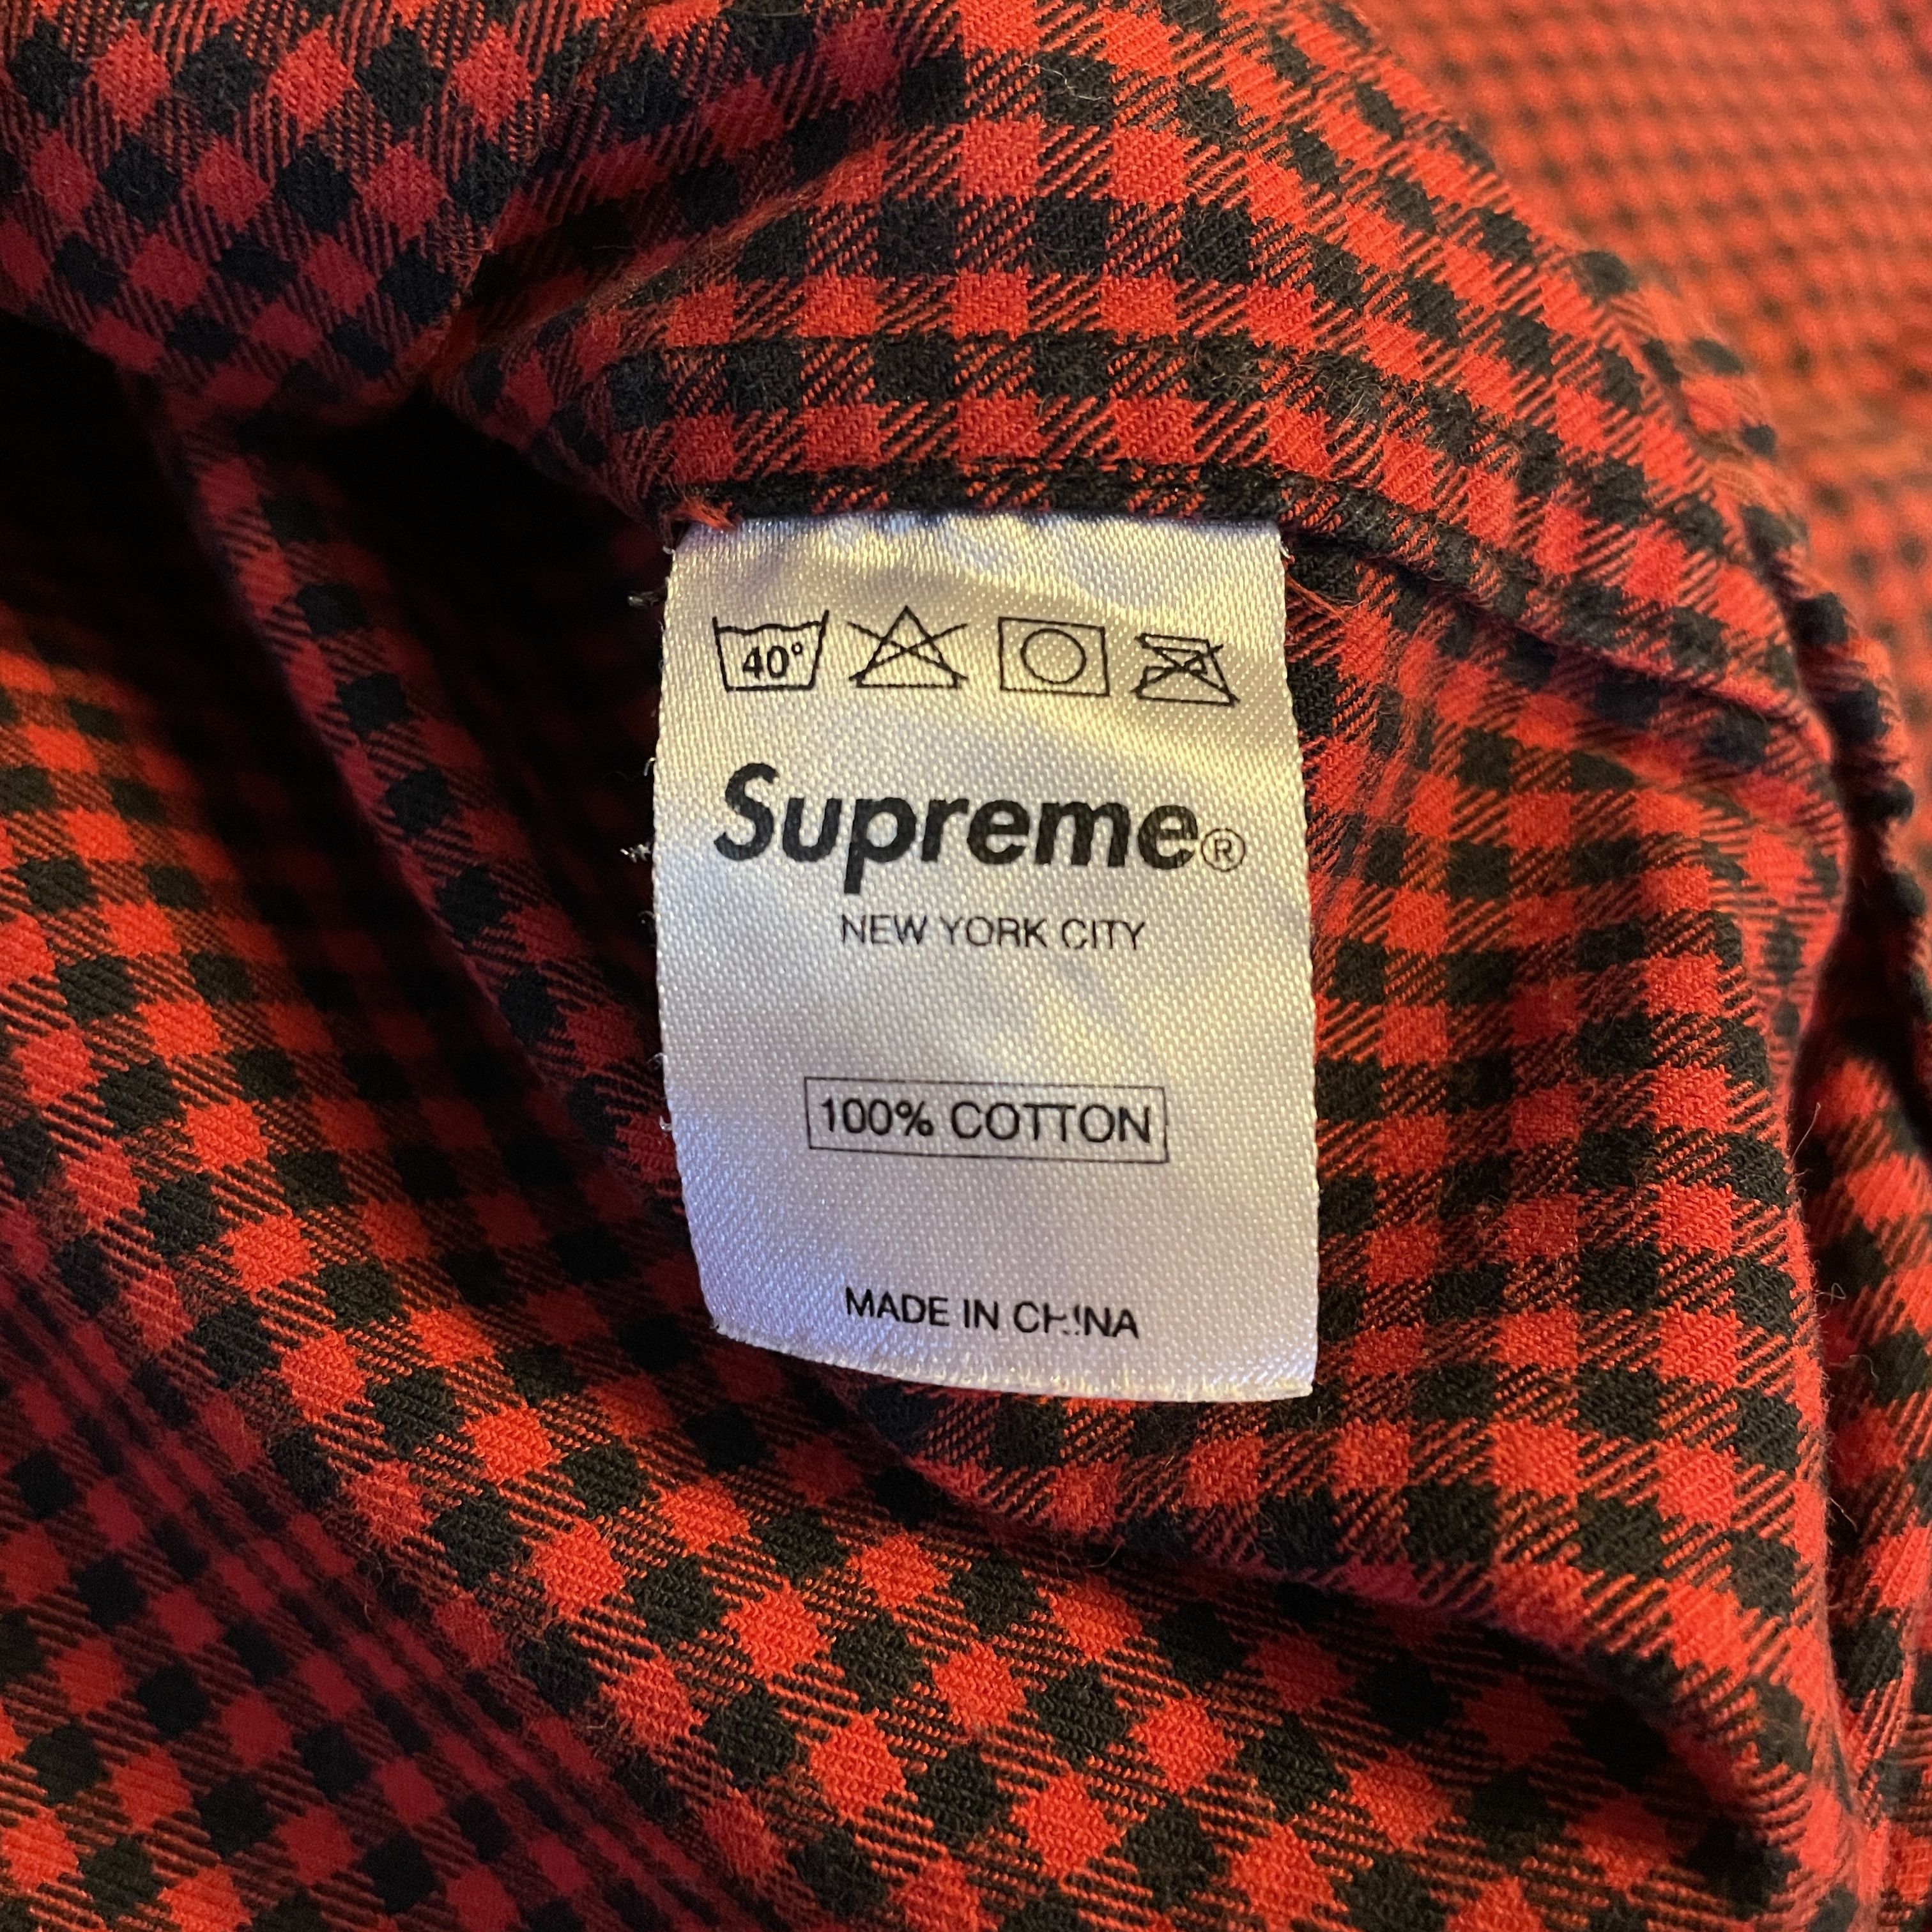 40°
Supreme®
NEW YORK CITY
100% COTTON
MADE IN CHINA